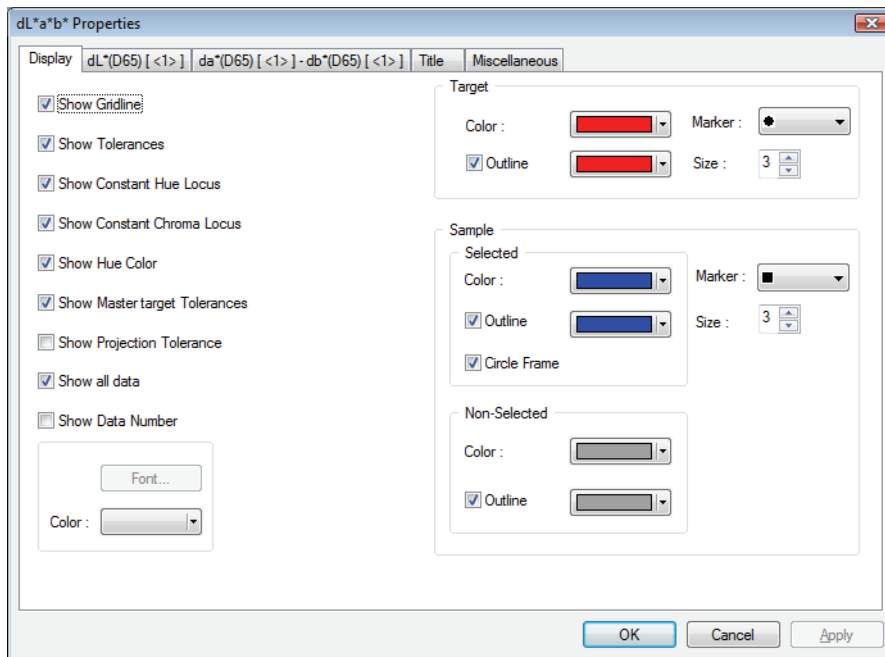 dL*a*b* Properties
Display
dL*(D65) [ <1> ]
da*(D65) [ <1> ] - db*(D65) [ <1> ]
Title
Miscellaneous
Show Gridline
Show Tolerances
Show Constant Hue Locus
Show Constant Chroma Locus
Show Hue Color
Show Master target Tolerances
Show Projection Tolerance
Show all data
Show Data Number
Font...
Color :
Target
Color :
Marker :
Outline
Size :
3
Sample
Selected
Color :
Marker :
Outline
Size :
3
Circle Frame
Non-Selected
Color :
Outline
OK
Cancel
Apply